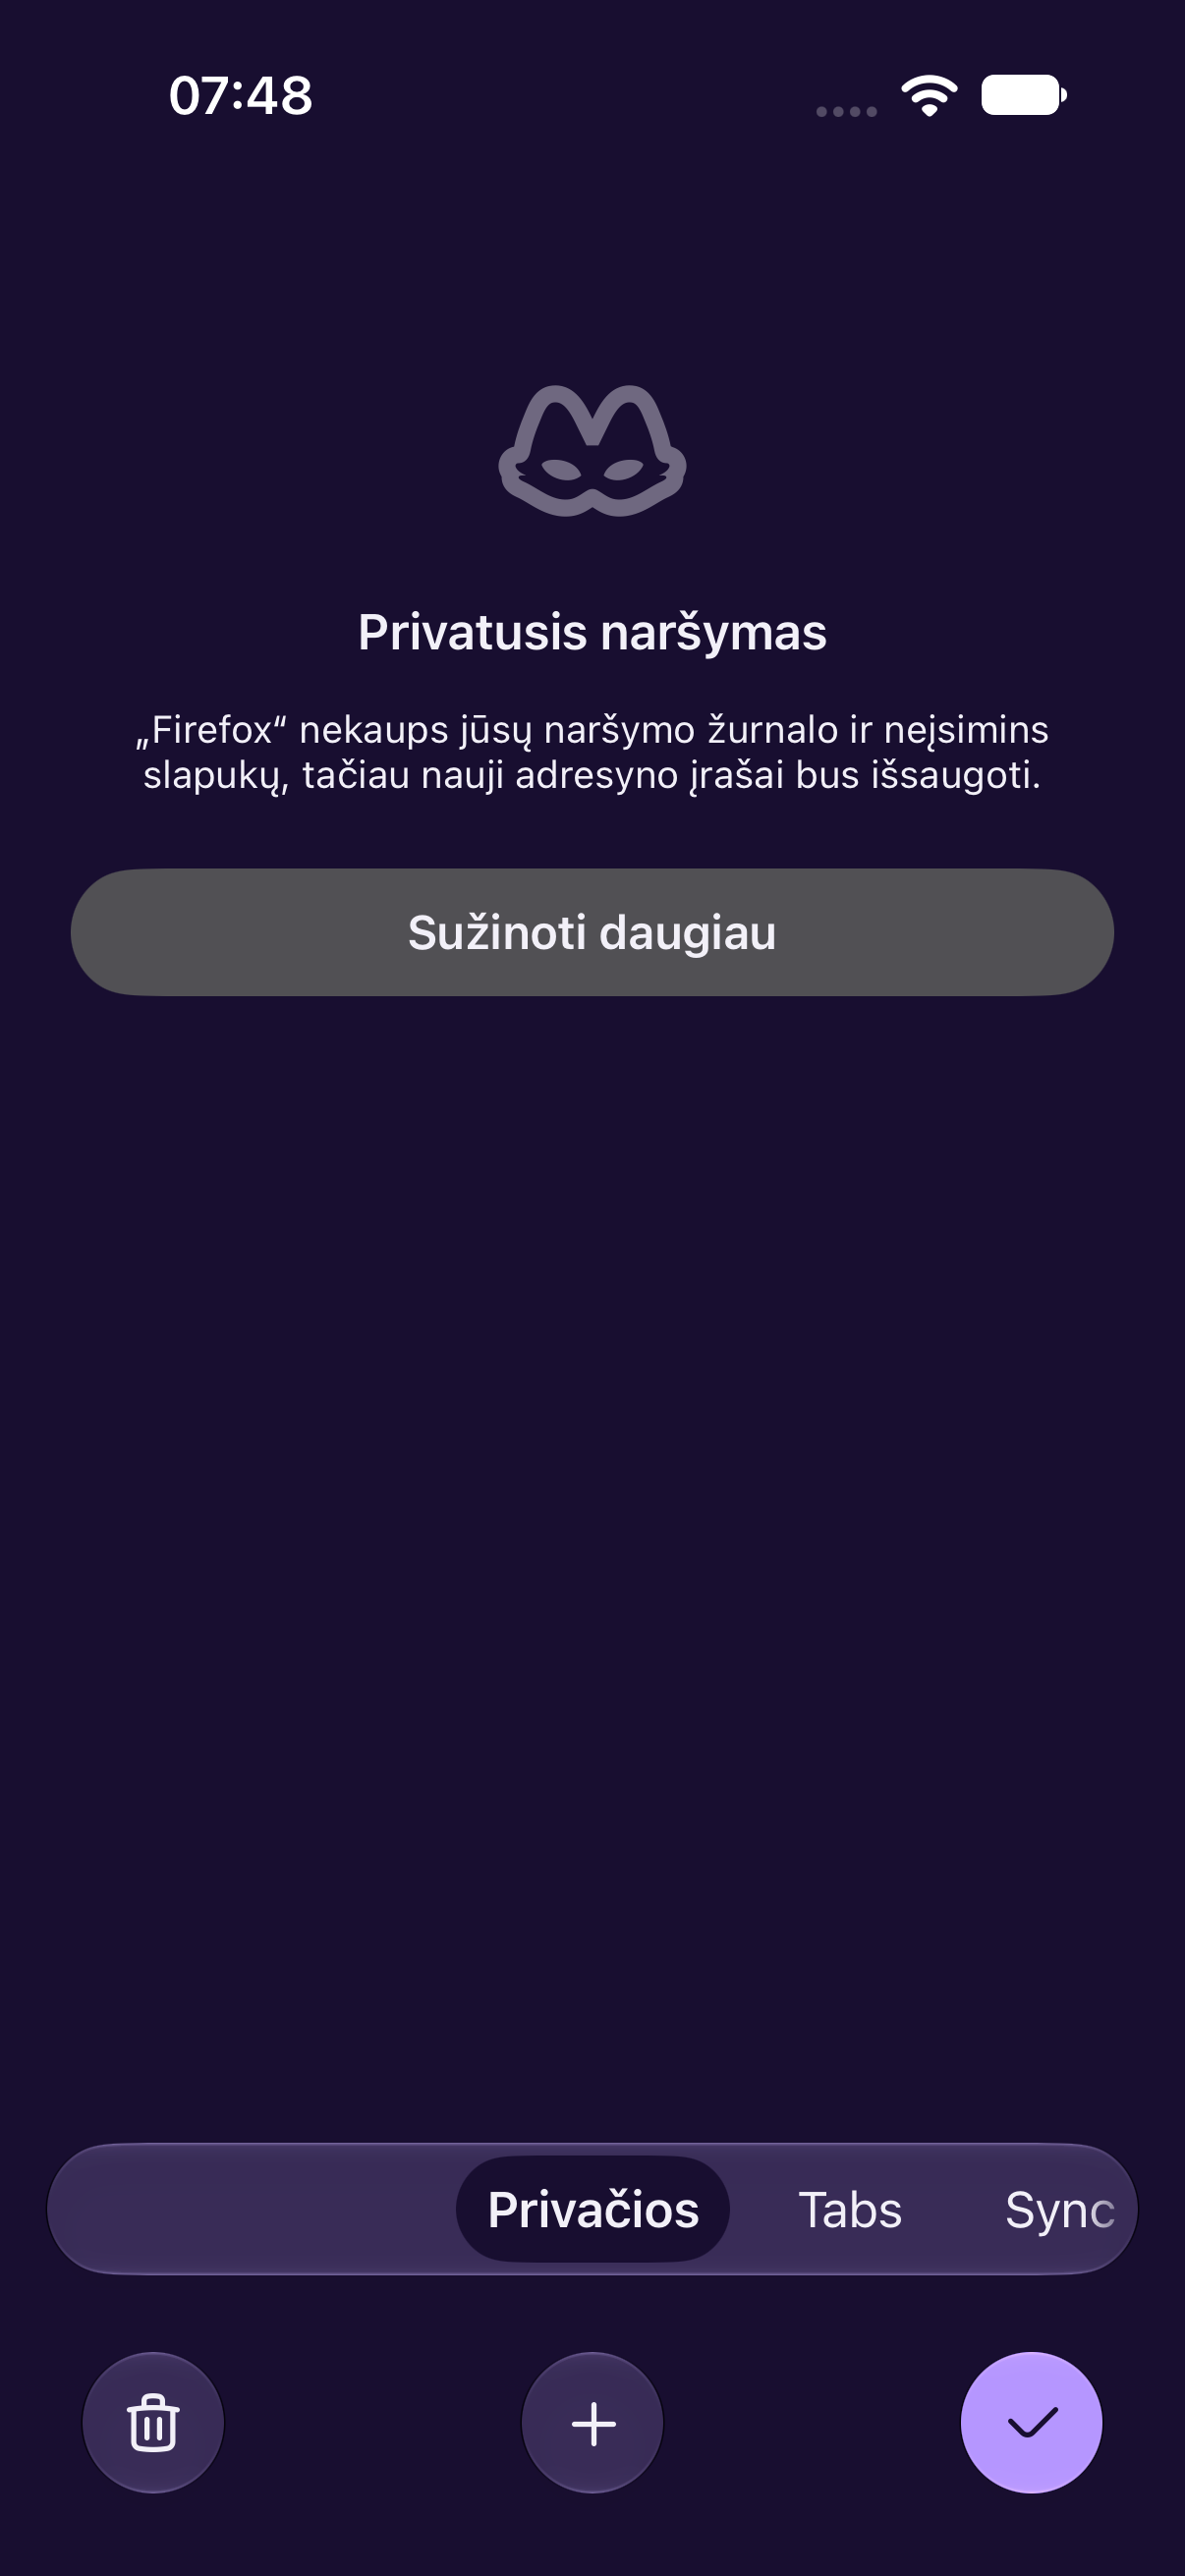 07:48
Privatusis naršymas
„Firefox“ nekaups jūsų naršymo žurnalo ir neįsimins
slapukų, tačiau nauji adresyno įrašai bus išsaugoti.
Sužinoti daugiau
Privačios Tabs Sync